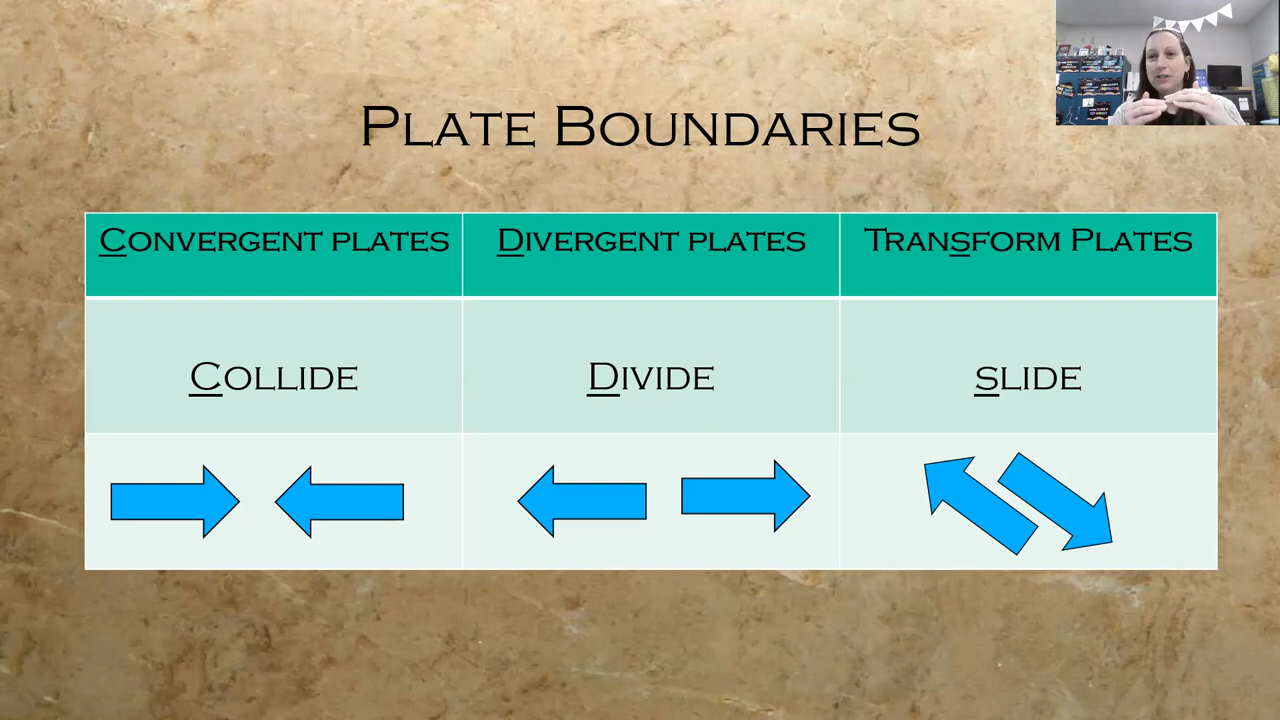 Plate Boundaries
Convergent plates
Divergent plates
Transform Plates
Collide
Divide
slide